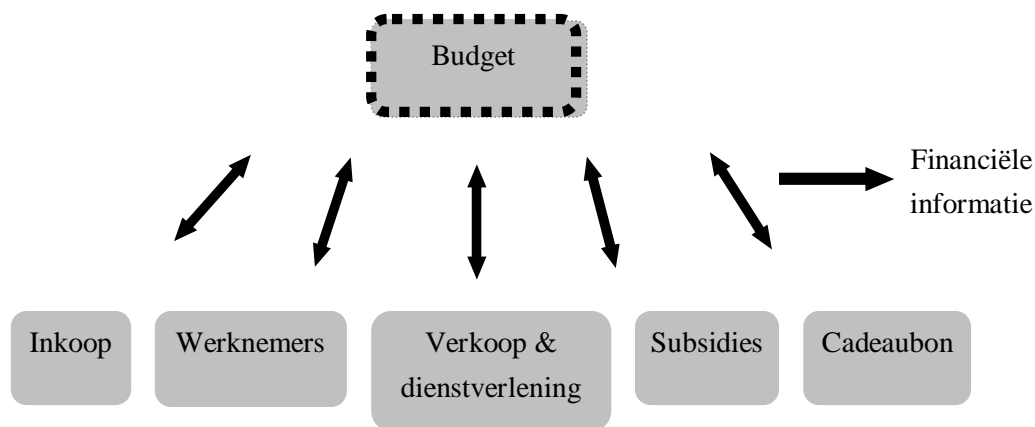 Budget
Financiële
informatie
Inkoop
Werknemers
Verkoop &
dienstverlening
Subsidies
Cadeaubon